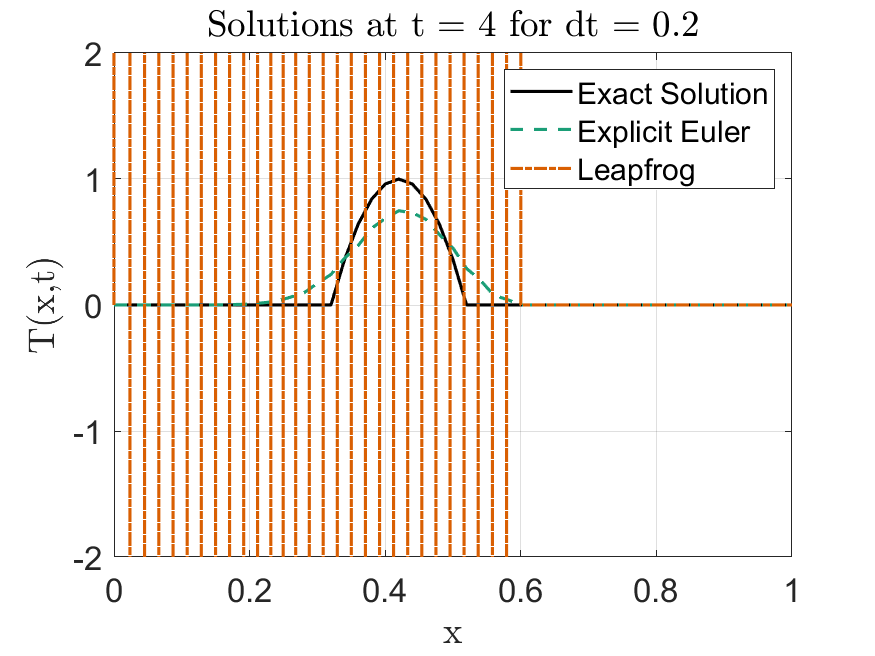 Solutions at t = 4 for dt = 0.2
2
1
0
-1
-2
T(x,t)
Exact Solution
Explicit Euler
Leapfrog
0 0.2 0.4 0.6 0.8 1
x